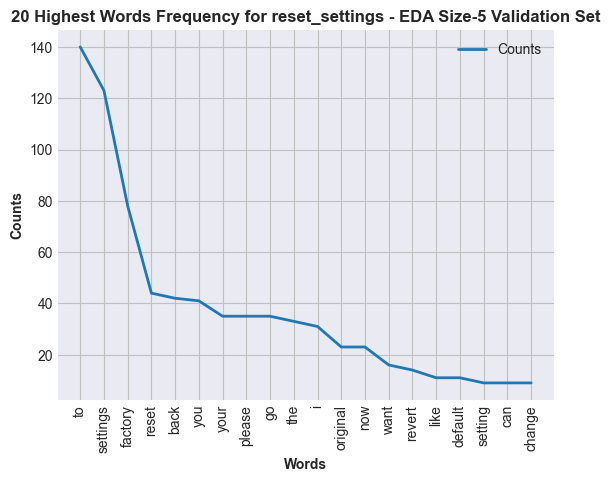 20 Highest Words Frequency for reset_settings - EDA Size-5 Validation Set
Counts
140
120
100
80
60
40
20
Counts
to
settings
factory
reset
back
you
your
please
go
the
i
original
now
want
revert
like
default
setting
can
change
Words